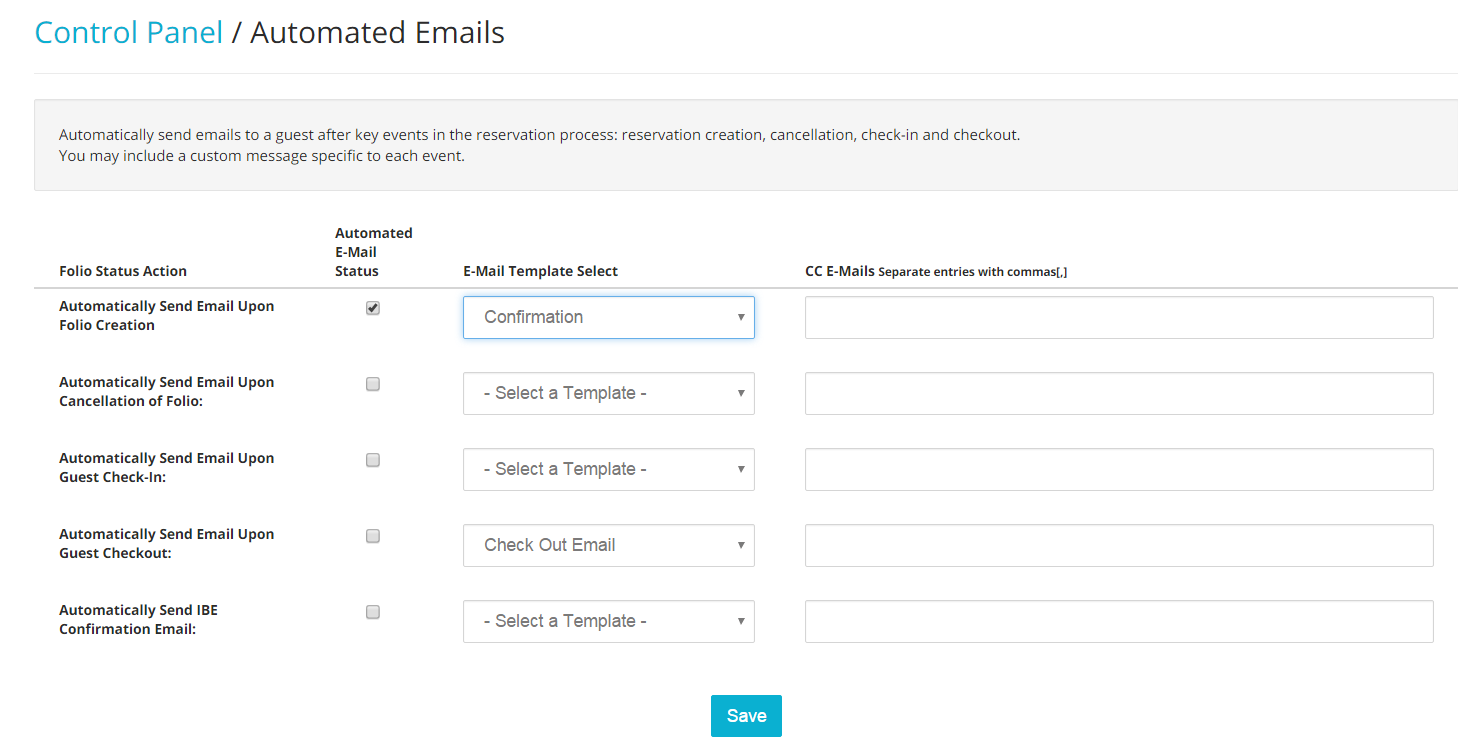 Control Panel / Automated Emails
Automatically send emails to a guest after key events in the reservation process: reservation creation, cancellation, check-in and checkout.
You may include a custom message specific to each event.
Folio Status Action
Automated
E-Mail
Status
E-Mail Template Select
CC E-Mails Separate entries with commas[,]
Automatically Send Email Upon
Folio Creation
Confirmation
Automatically Send Email Upon
Cancellation of Folio:
- Select a Template -
Automatically Send Email Upon
Guest Check-In:
- Select a Template -
Automatically Send Email Upon
Guest Checkout:
Check Out Email
Automatically Send IBE
Confirmation Email:
- Select a Template -
Save